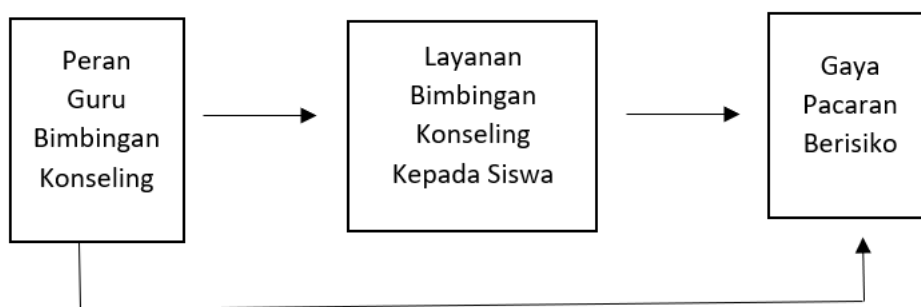 Peran
Guru
Bimbingan
Konseling
Layanan
Bimbingan
Konseling
Kepada Siswa
Gaya
Pacaran
Berisiko